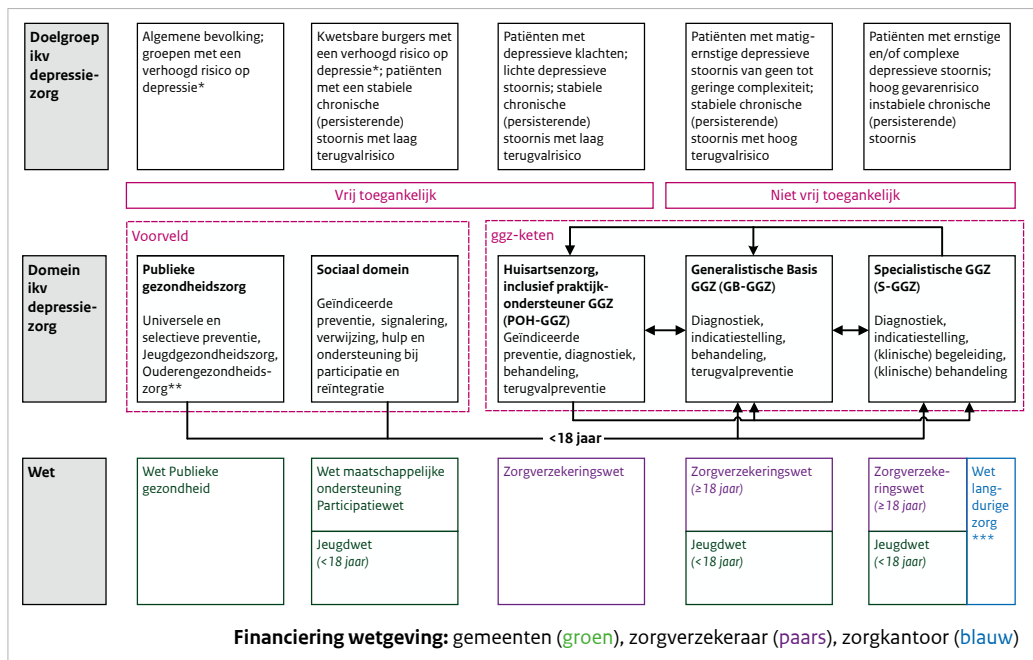 Doelgroep
ikv
depressie-
zorg
Algemene bevolking;
groepen met een
verhoogd risico op
depressie*
Kwetsbare burgers met
een verhoogd risico op
depressie*; patiënten
met een stabiele
chronische
(persisterende)
stoornis met laag
terugvalrisico
Patiënten met
depressieve klachten;
lichte depressieve
stoornis; stabiele
chronische
(persisterende)
stoornis met laag
terugvalrisico
Patiënten met matig-
ernstige depressieve
stoornis van geen tot
geringe complexiteit;
stabiele chronische
(persisterende)
stoornis met hoog
terugvalrisico
Patiënten met ernstige
en/of complexe
depressieve stoornis;
hoog gevarenrisico
instabiele chronische
(persisterende)
stoornis
Vrij toegankelijk
Niet vrij toegankelijk
Voorveld
ggz-keten
Domein
ikv
depressie-
zorg
Publieke
gezondheidszorg
Universele en
selectieve preventie,
Jeugdgezondheidszorg,
Ouderengezondheids-
zorg**
Sociaal domein
Geïndiceerde
preventie, signalering,
verwijzing, hulp en
ondersteuning bij
participatie en
reïntegratie
Huisartsenzorg,
inclusief praktijk-
ondersteuner GGZ
(POH-GGZ)
Geïndiceerde
preventie, diagnostiek,
behandeling,
terugvalpreventie
Generalistische Basis
GGZ (GB-GGZ)
Diagnostiek,
indicatiestelling,
behandeling,
terugvalpreventie
Specialistische GGZ
(S-GGZ)
Diagnostiek,
indicatiestelling,
(klinische) begeleiding,
(klinische) behandeling
<18 jaar
Wet
Wet Publieke
gezondheid
Wet maatschappelijke
ondersteuning
Participatiewet
Jeugdwet
(<18 jaar)
Zorgverzekeringswet
Zorgverzekeringswet
(≥18 jaar)
Jeugdwet
(<18 jaar)
Zorgverzeke-
ringswet
(≥18 jaar)
Jeugdwet
(<18 jaar)
Wet
lang-
durige
zorg
***
Financiering wetgeving: gemeenten (groen), zorgverzekeraar (paars), zorgkantoor (blauw)